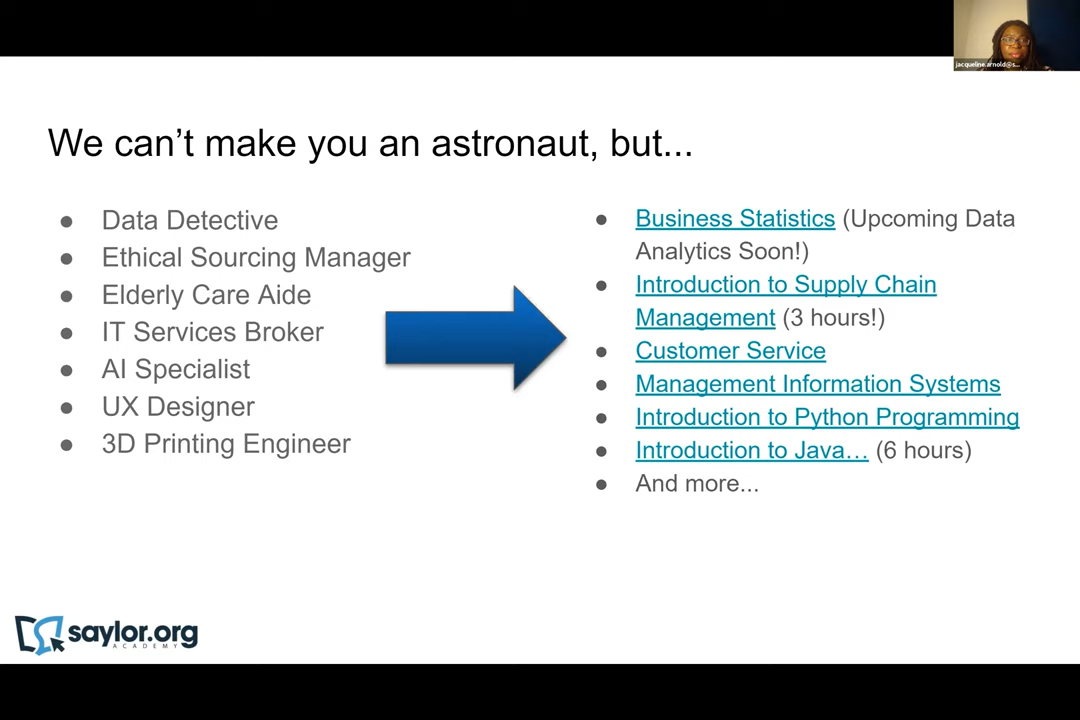 jacqueline.arnold@s...
We can’t make you an astronaut, but...
● Data Detective
● Ethical Sourcing Manager
● Elderly Care Aide
● IT Services Broker
● AI Specialist
● UX Designer
● 3D Printing Engineer
● Business Statistics (Upcoming Data
Analytics Soon!)
● Introduction to Supply Chain
Management (3 hours!)
● Customer Service
● Management Information Systems
● Introduction to Python Programming
● Introduction to Java… (6 hours)
● And more...
saylor.org
ACADEMY